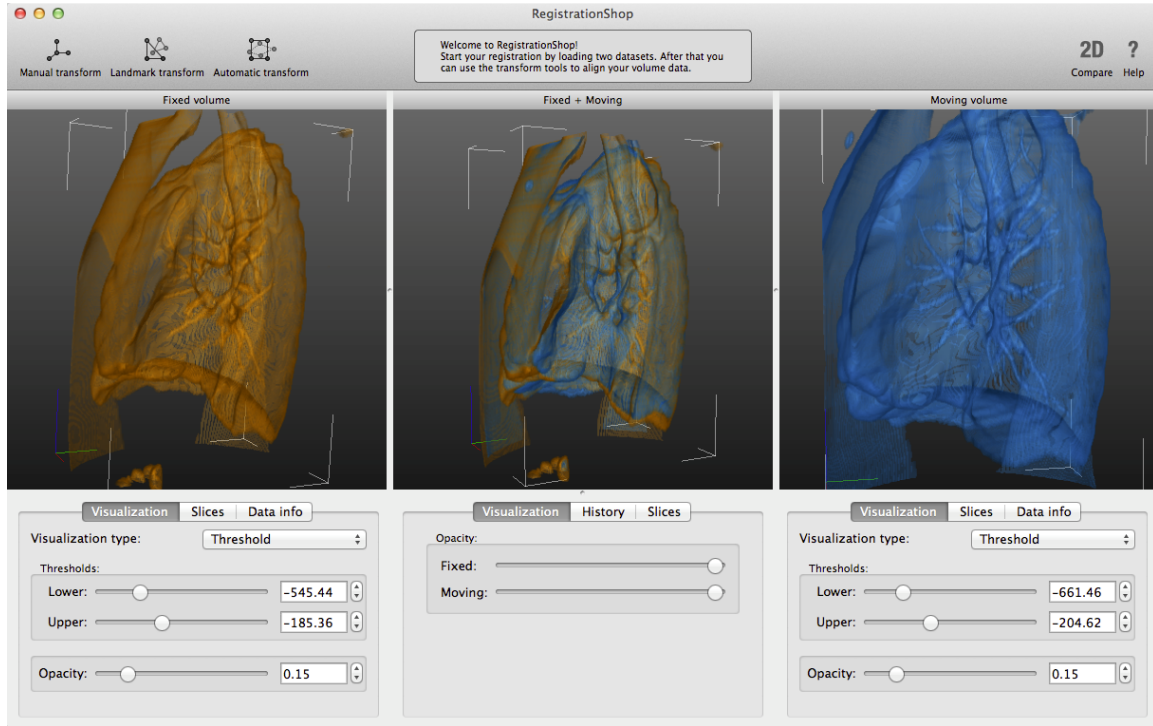 RegistrationShop
Manual transform Landmark transform Automatic transform
Welcome to RegistrationShop!
Start your registration by loading two datasets. After that you
can use the transform tools to align your volume data.
2D ?
Compare Help
Fixed volume
Fixed + Moving
Moving volume
Visualization Slices Data info
Visualization type: Threshold
Thresholds:
Lower: -545.44
Upper: -185.36
Opacity: 0.15
Visualization History Slices
Opacity:
Fixed:
Moving:
Visualization Slices Data info
Visualization type: Threshold
Thresholds:
Lower: -661.46
Upper: -204.62
Opacity: 0.15